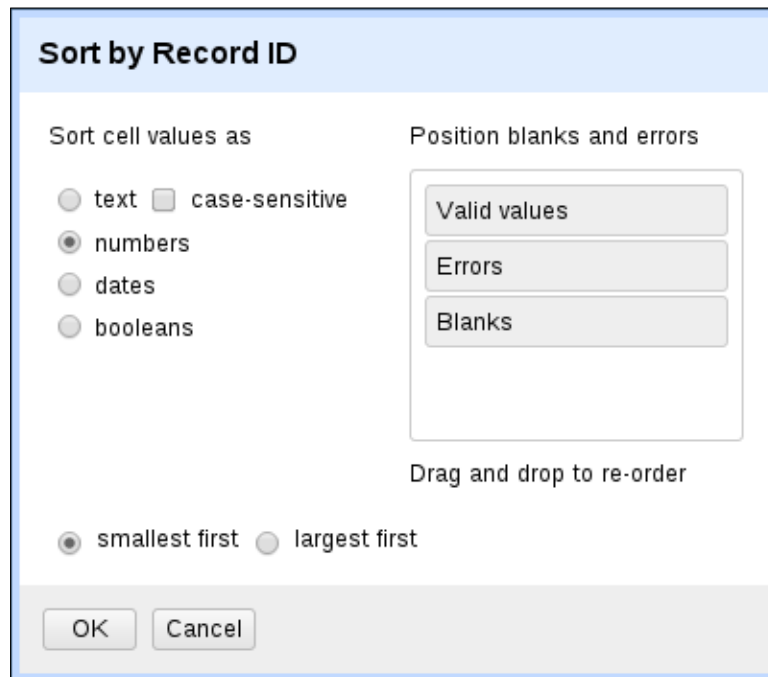 Sort by Record ID
Sort cell values as
text case-sensitive
numbers
dates
booleans
Position blanks and errors
Valid values
Errors
Blanks
Drag and drop to re-order
smallest first largest first
OK Cancel